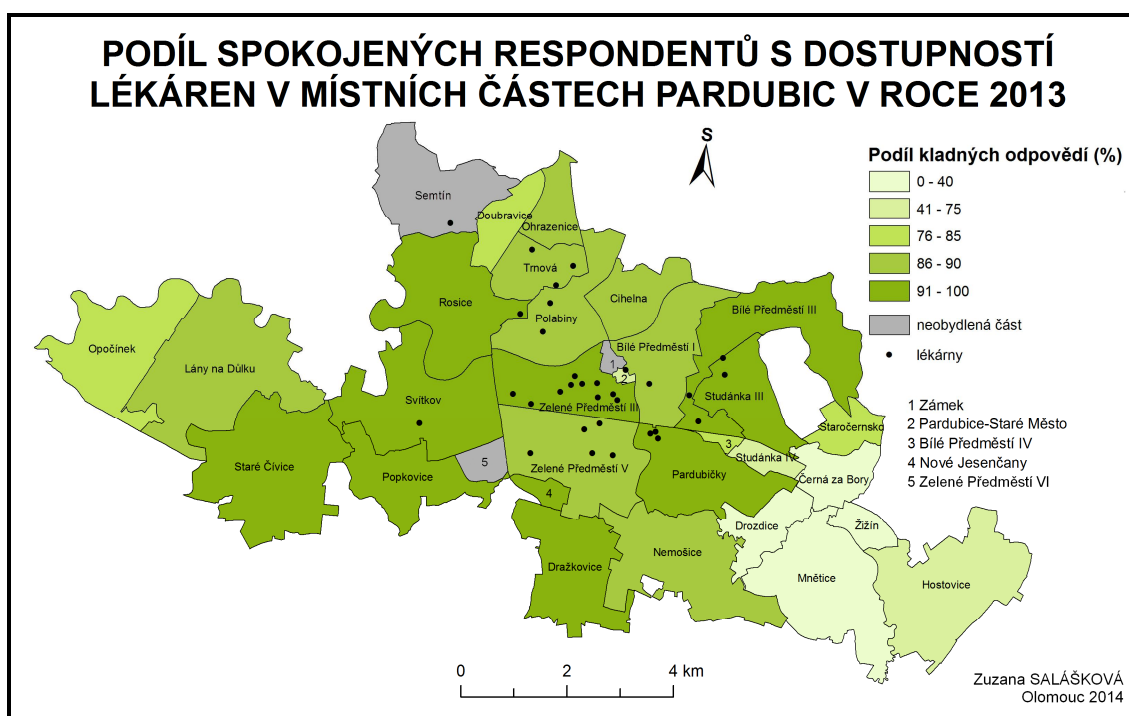 PODÍL SPOKOJENÝCH RESPONDENTŮ S DOSTUPNOSTÍ
LÉKÁREN V MÍSTNÍCH ČÁSTECH PARDUBIC V ROCE 2013
S
Podíl kladných odpovědí (%)
0 - 40
41 - 75
76 - 85
86 - 90
91 - 100
neobydlená část
lékárny
1 Zámek
2 Pardubice-Staré Město
3 Bílé Předměstí IV
4 Nové Jesenčany
5 Zelené Předměstí VI
Semtín
Doubravice
Ohrazenice
Trnová
Rosice
Cihelna
Polabiny
Bílé Předměstí III
Bílé Předměstí I
Opočínek
Lány na Důlku
1
2
Svítkov
Zelené Předměstí III
Studánka III
Staročernsko
3
Studánka IV
Staré Čívice
Popkovice
5
Zelené Předměstí V
Pardubičky
Černá za Bory
4
Drozdice
Žižín
Dražkovice
Nemošice
Mnětice
Hostovice
0 2 4 km
Zuzana SALÁŠKOVÁ
Olomouc 2014